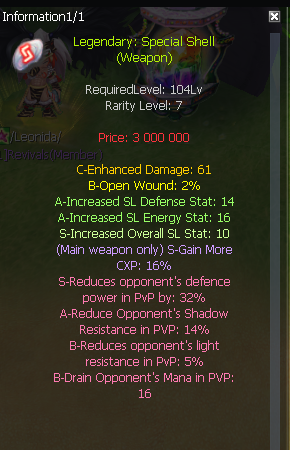 Information1/1
Legendary: Special Shell
(Weapon)
RequiredLevel: 104Lv
Rarity Level: 7
Price: 3 000 000
/Leonida/
Revivals(Member)
C-Enhanced Damage: 61
B-Open Wound: 2%
A-Increased SL Defense Stat: 14
A-Increased SL Energy Stat: 16
S-Increased Overall SL Stat: 10
(Main weapon only) S-Gain More
CXP: 16%
S-Reduces opponent's defence
power in PvP by: 32%
A-Reduce Opponent's Shadow
Resistance in PVP: 14%
B-Reduces opponent's light
resistance in PvP: 5%
B-Drain Opponent's Mana in PVP:
16